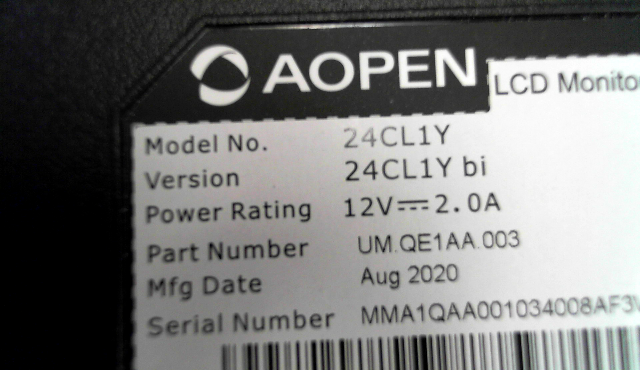 AOPEN
LCD Monito
Model No. 24CL1Y
Version 24CL1Y bi
Power Rating 12V⎓2.0A
Part Number UM.QE1AA.003
Mfg Date Aug 2020
Serial Number MMA1QAA001034008AF3